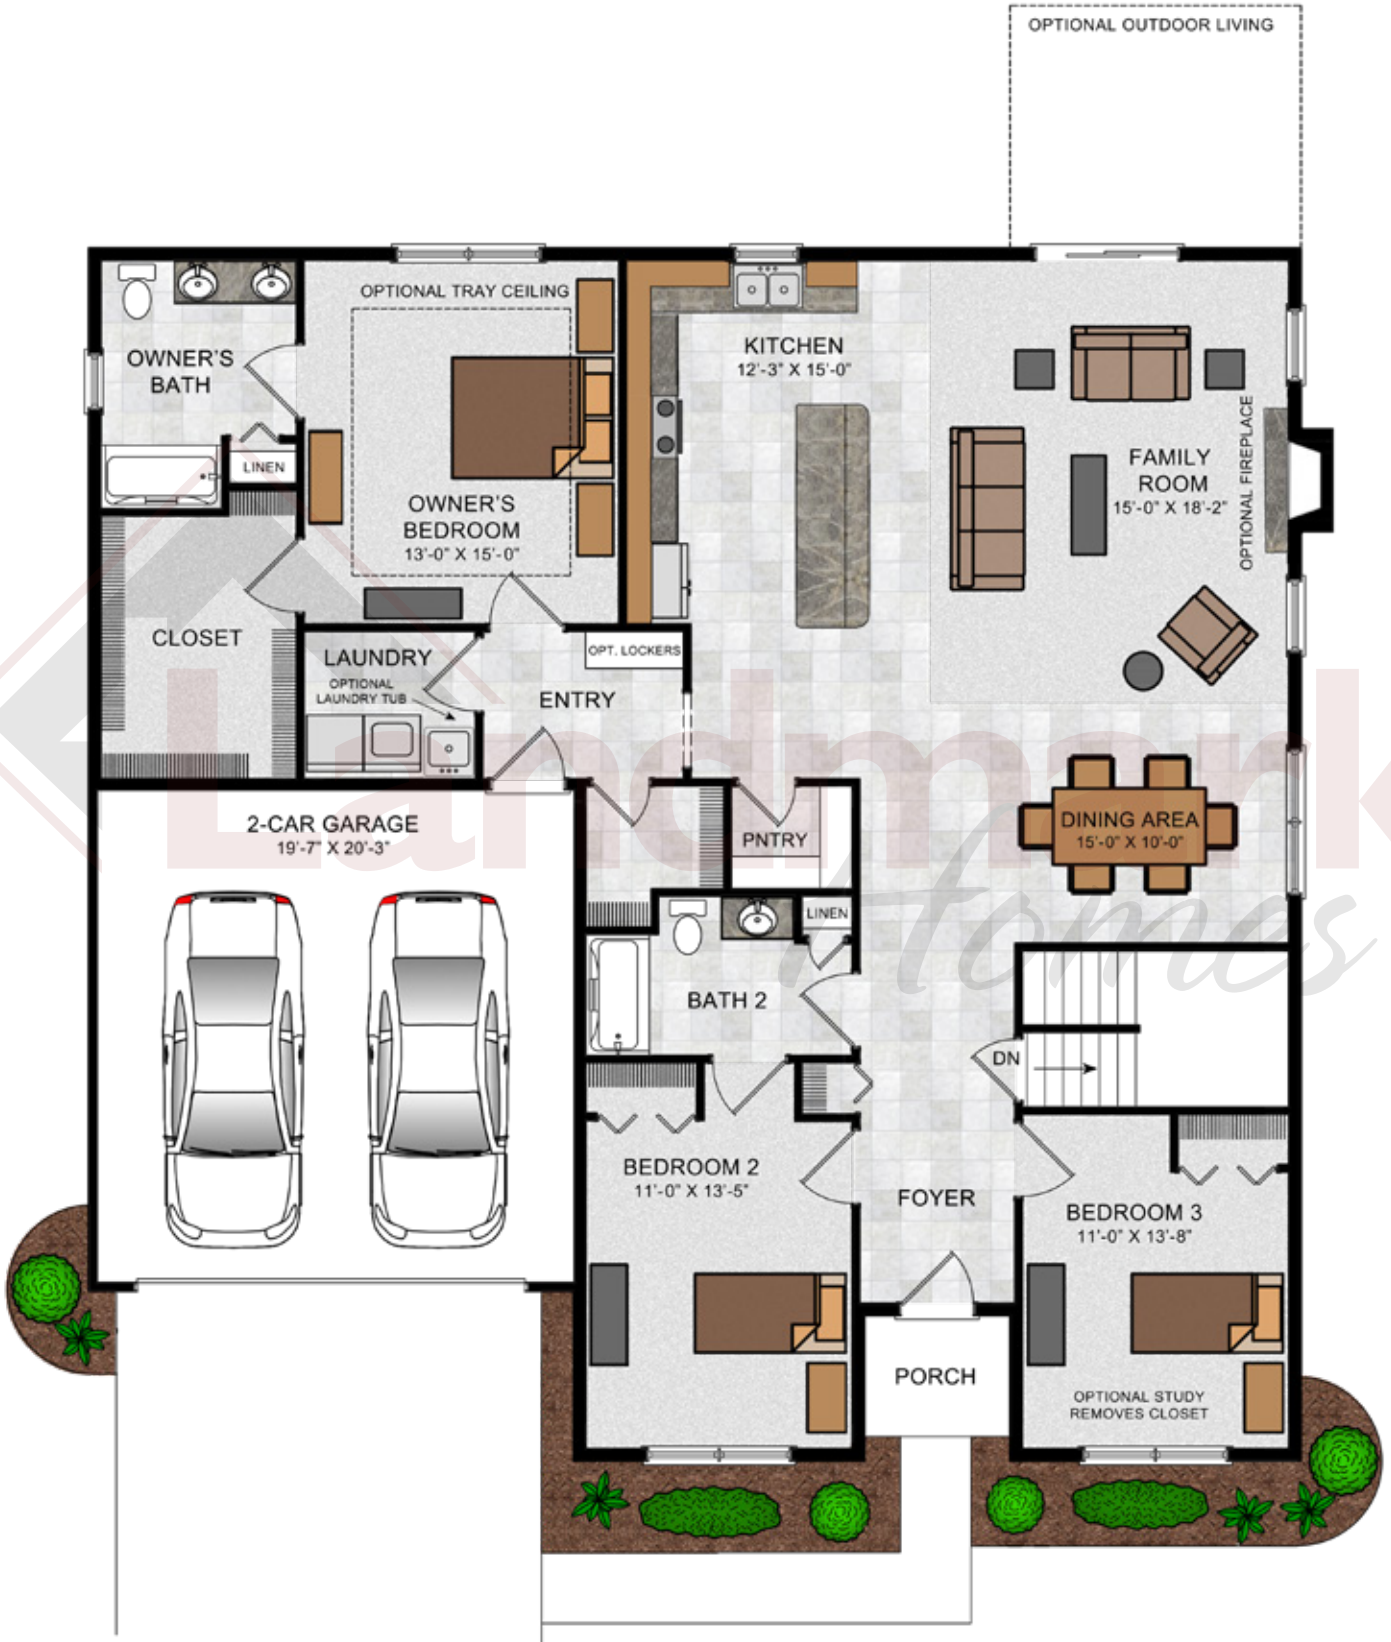 OPTIONAL OUTDOOR LIVING
OPTIONAL TRAY CEILING
OWNER'S
BATH
LINEN
OWNER'S
BEDROOM
13'-0" X 15'-0"
KITCHEN
12'-3" X 15'-0"
FAMILY
ROOM
15'-0" X 18'-2"
OPTIONAL FIREPLACE
CLOSET
LAUNDRY
OPTIONAL
LAUNDRY TUB
OPT. LOCKERS
ENTRY
Landmark
Homes
2-CAR GARAGE
19'-7" X 20'-3"
PNTRY
DINING AREA
15'-0" X 10'-0"
LINEN
BATH 2
DN
BEDROOM 2
11'-0" X 13'-5"
FOYER
BEDROOM 3
11'-0" X 13'-8"
PORCH
OPTIONAL STUDY
REMOVES CLOSET